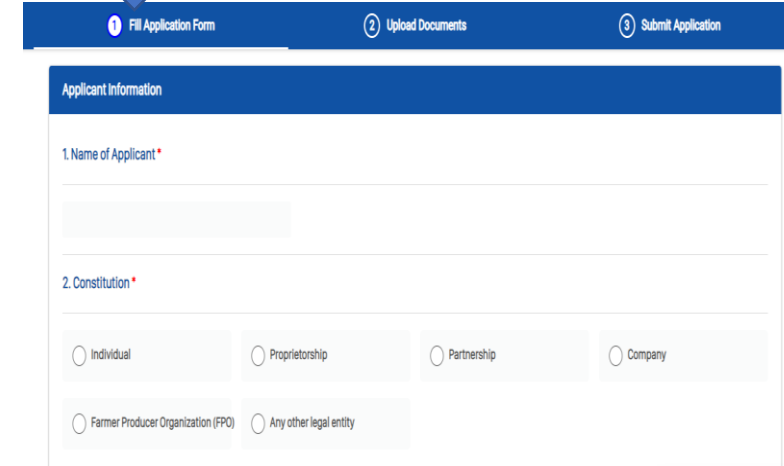 1 Fill Application Form 2 Upload Documents 3 Submit Application
Applicant Information
1. Name of Applicant *
2. Constitution *
Individual Proprietorship Partnership Company
Farmer Producer Organization (FPO) Any other legal entity